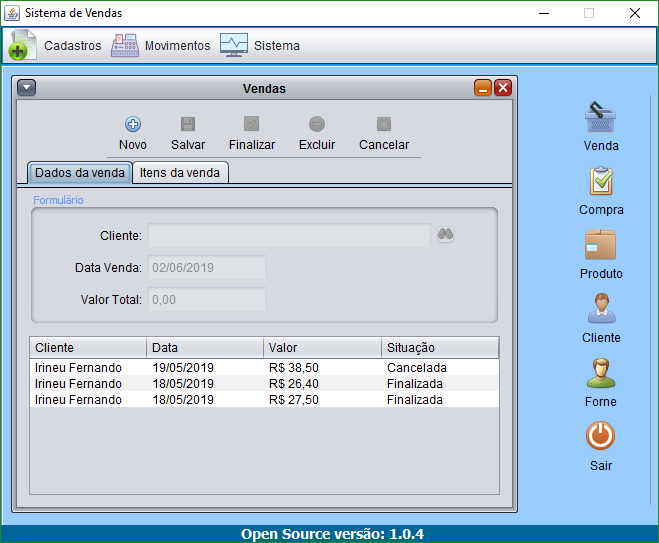 Sistema de Vendas
Cadastros Movimentos Sistema
Vendas
Novo Salvar Finalizar Excluir Cancelar
Dados da venda Itens da venda
Formulário
Cliente:
Data Venda: 02/06/2019
Valor Total: 0,00
Cliente Data Valor Situação
Irineu Fernando 19/05/2019 R$ 38,50 Cancelada
Irineu Fernando 18/05/2019 R$ 26,40 Finalizada
Irineu Fernando 18/05/2019 R$ 27,50 Finalizada
Venda
Compra
Produto
Cliente
Forne
Sair
Open Source versão: 1.0.4